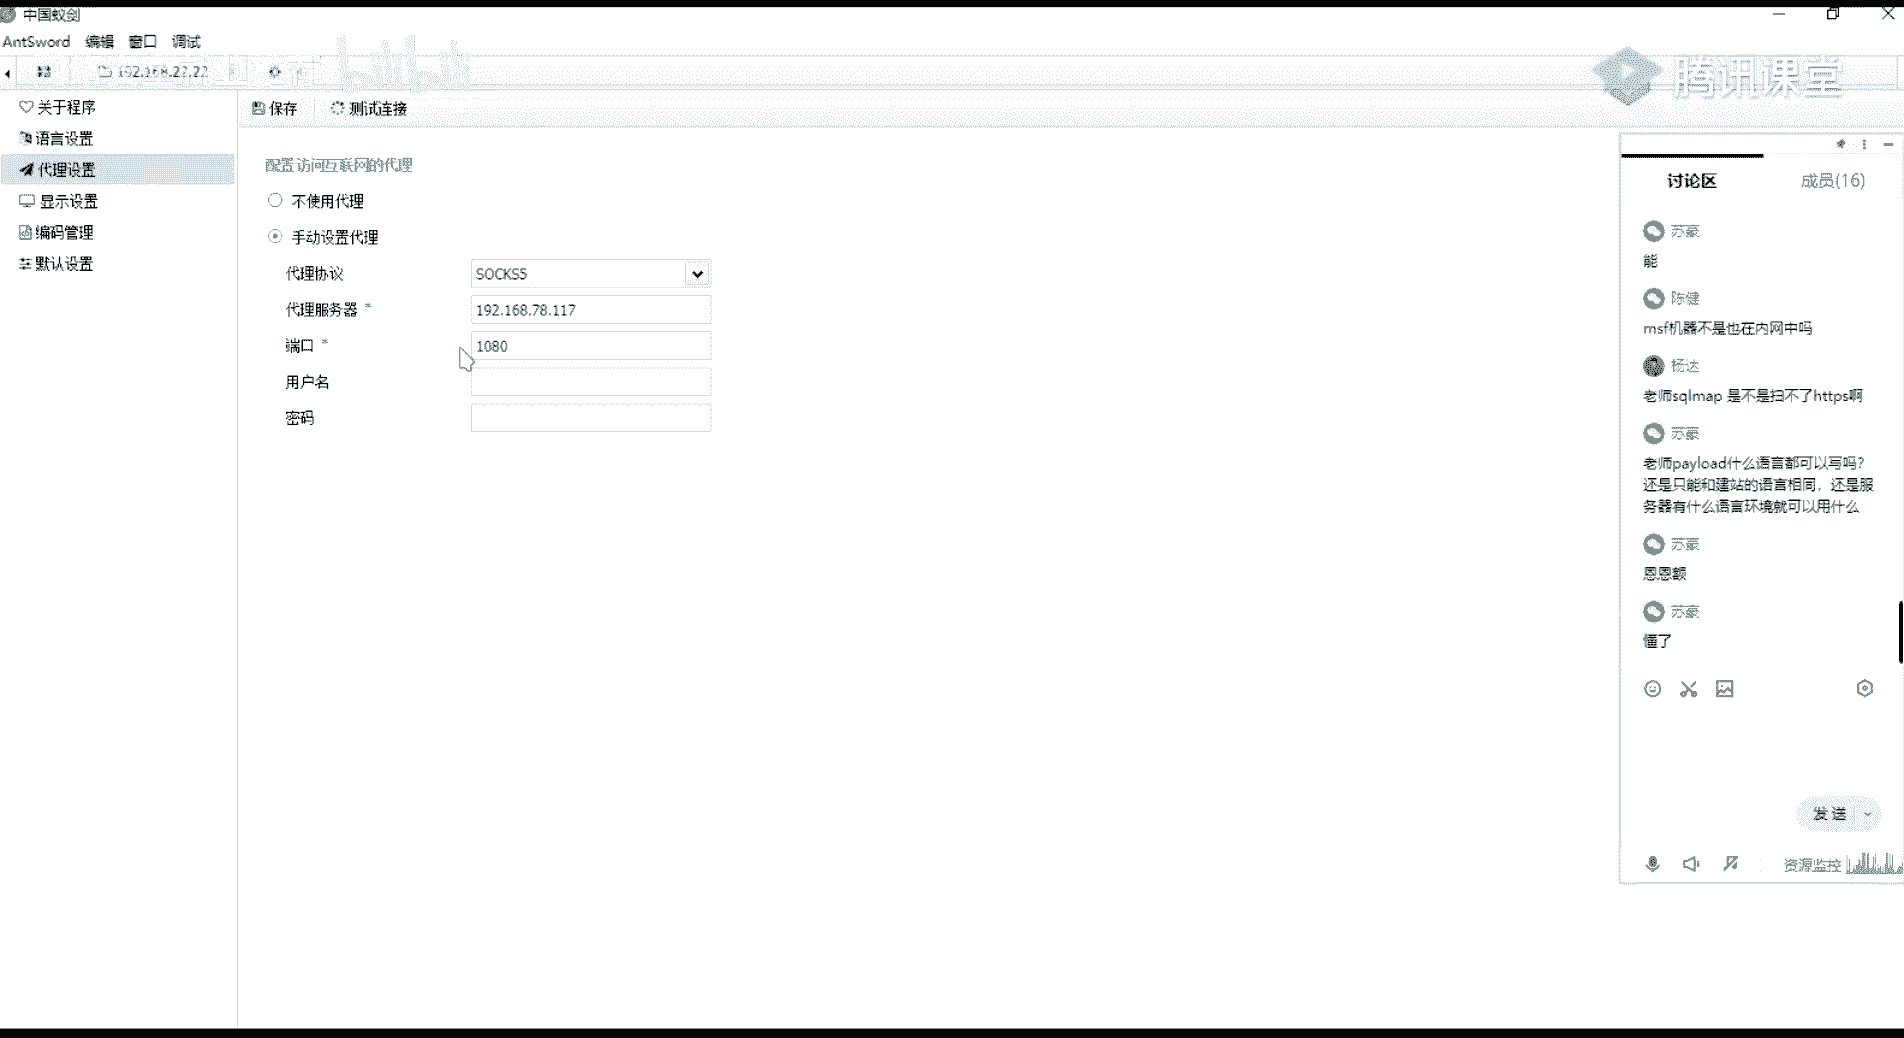 中国蚁剑
AntSword 编辑 窗口 调试
192.168.22.22
腾讯课堂
关于程序
语言设置
代理设置
显示设置
编码管理
默认设置
保存 测试连接
配置访问互联网的代理
不使用代理
手动设置代理
代理协议 SOCKS5
代理服务器 * 192.168.78.117
端口 * 1080
用户名
密码
讨论区 成员(16)
苏豪
能
陈健
msf机器不是也在内网中吗
杨达
老师sqlmap 是不是扫不了https啊
苏豪
老师payload什么语言都可以写吗?
还是只能和建站的语言相同，还是服
务器有什么语言环境就可以用什么
苏豪
恩恩额
苏豪
懂了
发送
资源监控